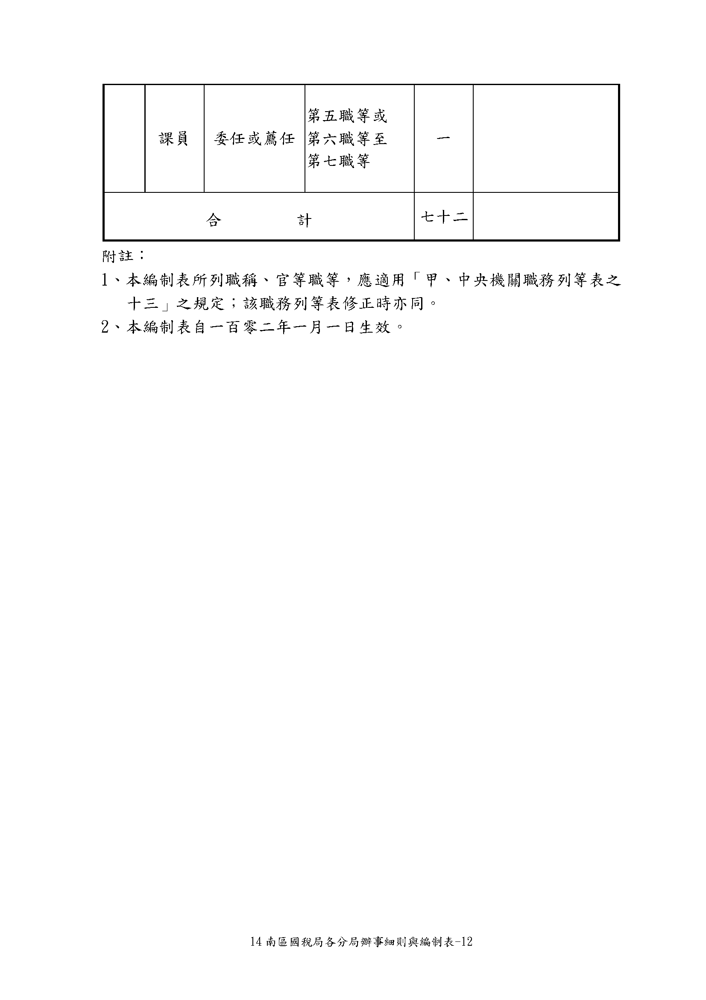 課員 委任或薦任 第五職等或 一
第六職等至
第七職等
合 計 七十二
附註：
1、本編制表所列職稱、官等職等，應適用「甲、中央機關職務列等表之
十三」之規定；該職務列等表修正時亦同。
2、本編制表自一百零二年一月一日生效。
14 南區國稅局各分局辦事細則與編制表-12